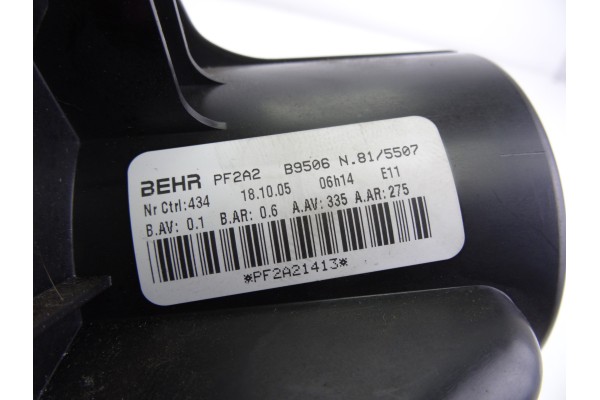 BEHR PF2A2 B9506 N.81/5507
Nr Ctrl:434 18.10.05 06h14 E11
B.AV: 0.1 B.AR: 0.6 A.AV: 335 A.AR: 275
*PF2A21413*